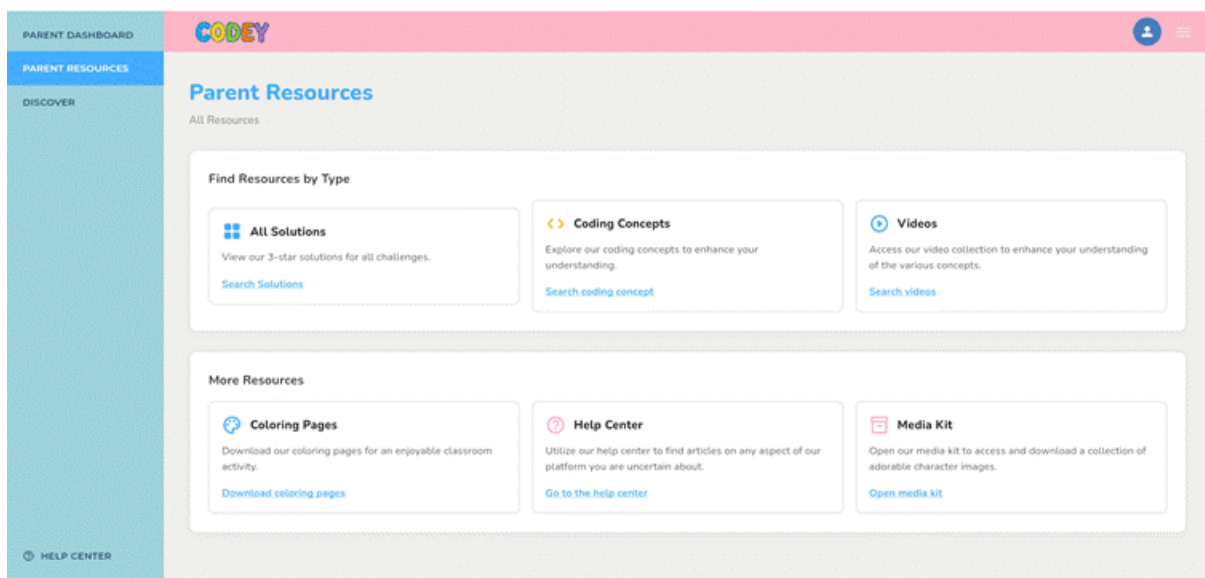 PARENT DASHBOARD
PARENT RESOURCES
DISCOVER
HELP CENTER
CODEY
Parent Resources
All Resources
Find Resources by Type
All Solutions
View our 3-star solutions for all challenges.
Search Solutions
Coding Concepts
Explore our coding concepts to enhance your
understanding.
Search coding concept
Videos
Access our video collection to enhance your understanding
of the various concepts.
Search videos
More Resources
Coloring Pages
Download our coloring pages for an enjoyable classroom
activity.
Download coloring pages
Help Center
Utilize our help center to find articles on any aspect of our
platform you are uncertain about.
Go to the help center
Media Kit
Open our media kit to access and download a collection of
adorable character images.
Open media kit